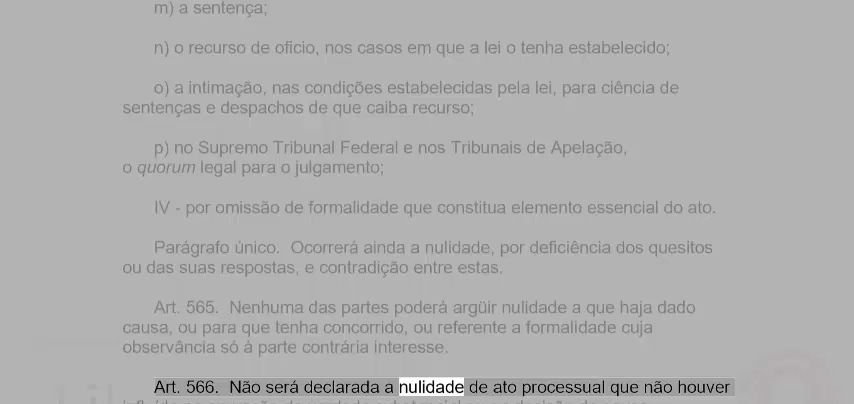 m) a sentença;
n) o recurso de oficio, nos casos em que a lei o tenha estabelecido;
o) a intimação, nas condições estabelecidas pela lei, para ciência de
sentenças e despachos de que caiba recurso;
p) no Supremo Tribunal Federal e nos Tribunais de Apelação,
o quorum legal para o julgamento;
IV - por omissão de formalidade que constitua elemento essencial do ato.
Parágrafo único. Ocorrerá ainda a nulidade, por deficiência dos quesitos
ou das suas respostas, e contradição entre estas.
Art. 565. Nenhuma das partes poderá argüir nulidade a que haja dado
causa, ou para que tenha concorrido, ou referente a formalidade cuja
observância só à parte contrária interesse.
Art. 566. Não será declarada a nulidade de ato processual que não houver